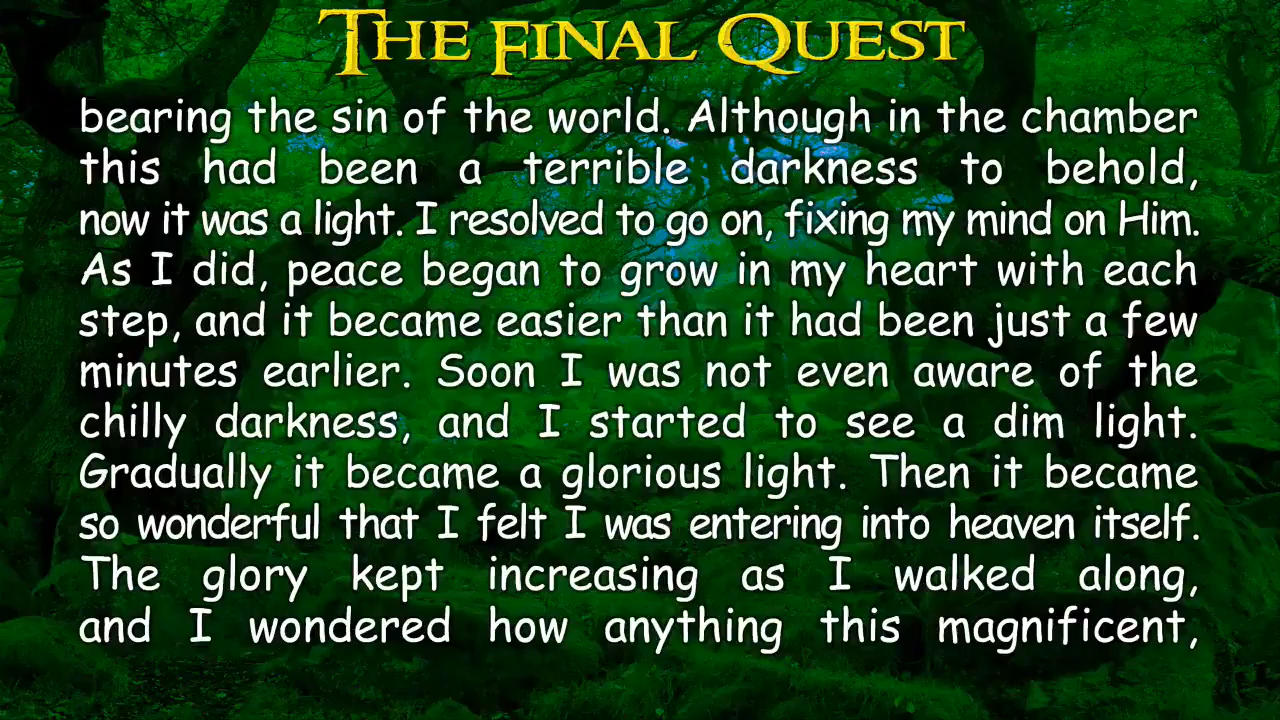 The Final Quest
bearing the sin of the world. Although in the chamber
this had been a terrible darkness to behold,
now it was a light. I resolved to go on, fixing my mind on Him.
As I did, peace began to grow in my heart with each
step, and it became easier than it had been just a few
minutes earlier. Soon I was not even aware of the
chilly darkness, and I started to see a dim light.
Gradually it became a glorious light. Then it became
so wonderful that I felt I was entering into heaven itself.
The glory kept increasing as I walked along,
and I wondered how anything this magnificent,